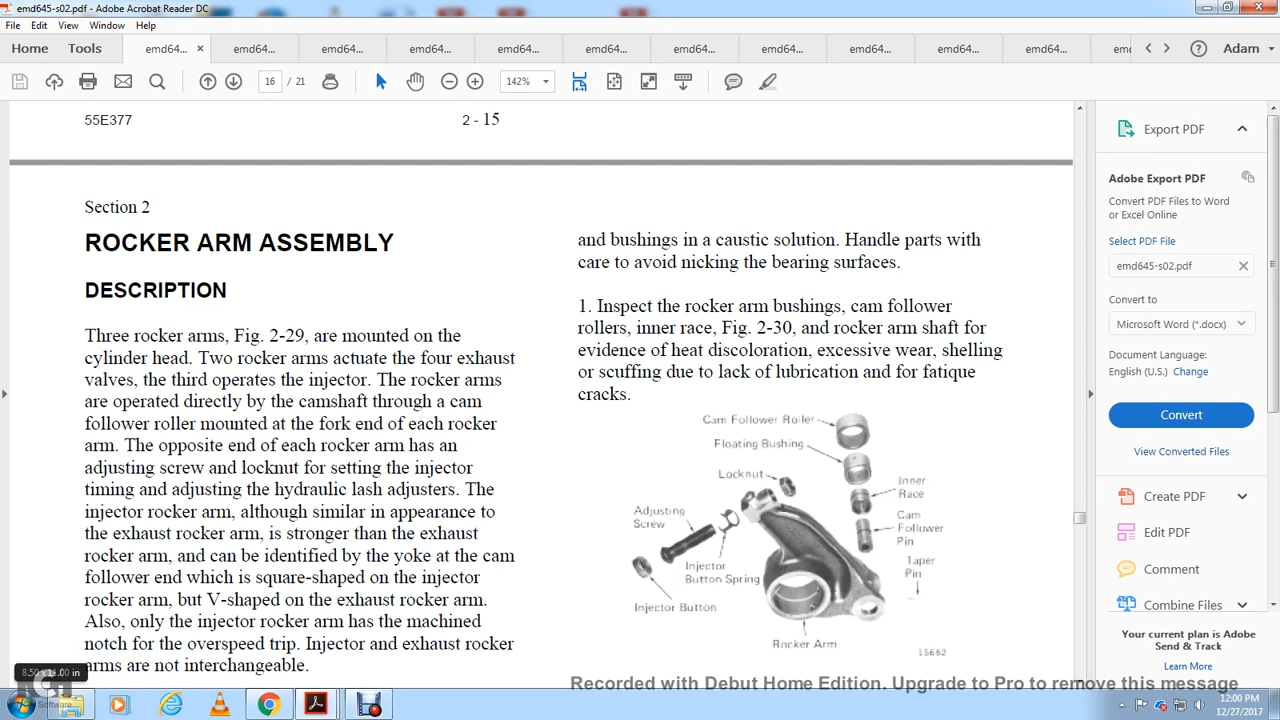 emd645-s02.pdf - Adobe Acrobat Reader DC
File Edit View Window Help
Home Tools emd64... emd64... emd64... emd64... emd64... emd64... emd64... emd64... emd64... emd64... emd64... em Adam
16 / 21 142%
55E377 2 - 15
Section 2
ROCKER ARM ASSEMBLY
DESCRIPTION
Three rocker arms, Fig. 2-29, are mounted on the
cylinder head. Two rocker arms actuate the four exhaust
valves, the third operates the injector. The rocker arms
are operated directly by the camshaft through a cam
follower roller mounted at the fork end of each rocker
arm. The opposite end of each rocker arm has an
adjusting screw and locknut for setting the injector
timing and adjusting the hydraulic lash adjusters. The
injector rocker arm, although similar in appearance to
the exhaust rocker arm, is stronger than the exhaust
rocker arm, and can be identified by the yoke at the cam
follower end which is square-shaped on the injector
rocker arm, but V-shaped on the exhaust rocker arm.
Also, only the injector rocker arm has the machined
notch for the overspeed trip. Injector and exhaust rocker
arms are not interchangeable.
8.50 x 11.00 in
and bushings in a caustic solution. Handle parts with
care to avoid nicking the bearing surfaces.
1. Inspect the rocker arm bushings, cam follower
rollers, inner race, Fig. 2-30, and rocker arm shaft for
evidence of heat discoloration, excessive wear, shelling
or scuffing due to lack of lubrication and for fatique
cracks.
Cam Follower Roller
Floating Bushing
Locknut
Inner
Race
Adjusting
Screw
Cam
Follower
Pin
Injector
Button Spring
Taper
Pin
Injector Button
Rocker Arm
15682
Export PDF
Adobe Export PDF
Convert PDF Files to Word
or Excel Online
Select PDF File
emd645-s02.pdf
Convert to
Microsoft Word (*.docx)
Document Language:
English (U.S.) Change
Convert
View Converted Files
Create PDF
Edit PDF
Comment
Combine Files
Your current plan is Adobe
Send & Track
Learn More
Recorded with Debut Home Edition. Upgrade to Pro to remove this message
Software
12:00 PM
12/27/2017